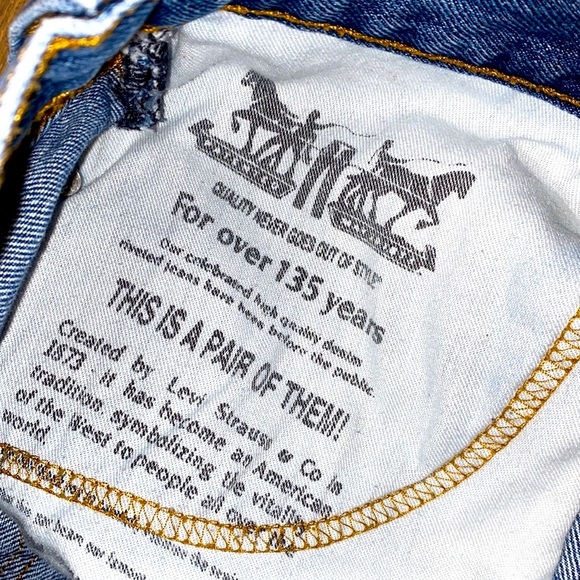 QUALITY NEVER GOES OUT OF STYLE®
For over 135 years
Our celebrated high quality denim
riveted jeans have been before the public.
THIS IS A PAIR OF THEM!
Created by Levi Strauss & Co in
1873 - it has become an American
tradition, symbolizing the vitality
of the West to people all over
world.